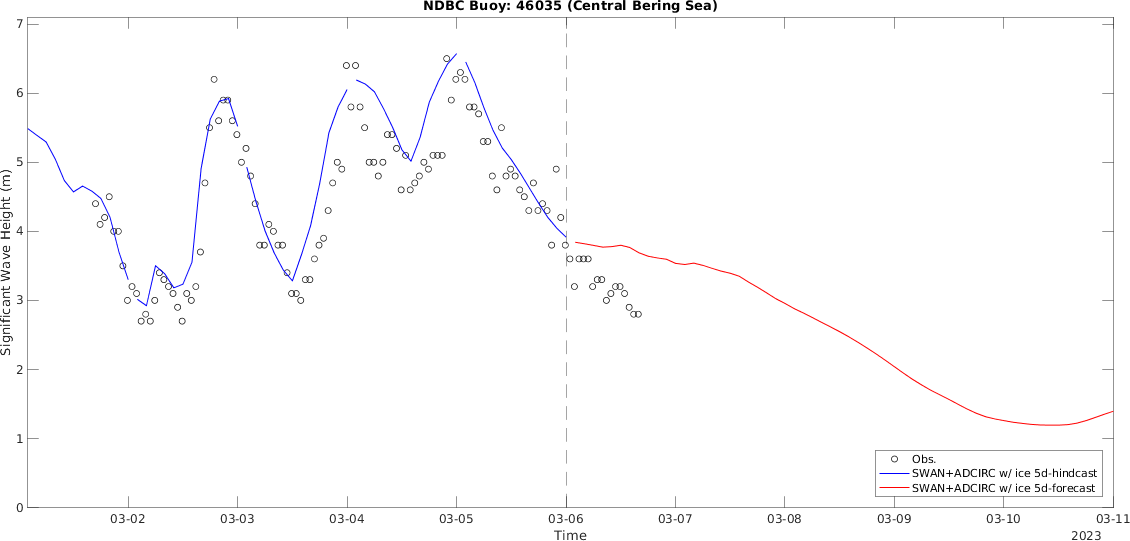 NDBC Buoy: 46035 (Central Bering Sea)
7
6
5
4
3
2
1
0
Significant Wave Height (m)
Obs.
SWAN+ADCIRC w/ ice 5d-hindcast
SWAN+ADCIRC w/ ice 5d-forecast
03-02 03-03 03-04 03-05 03-06 03-07 03-08 03-09 03-10 03-11
Time
2023